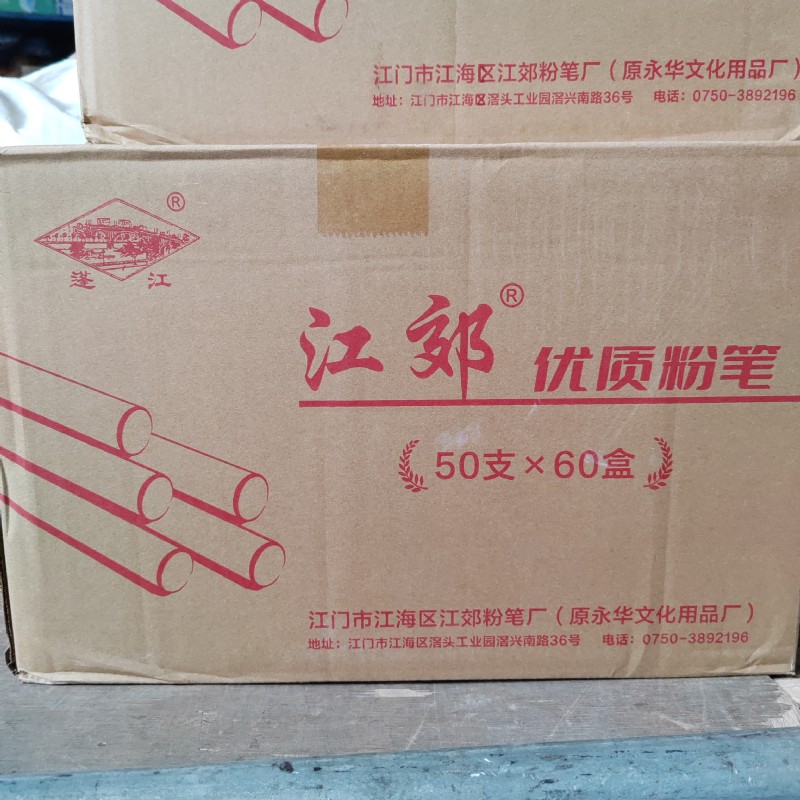 江门市江海区江郊粉笔厂（原永华文化用品厂）
地址：江门市江海区滘头工业园滘兴南路36号 电话：0750-3892196
®
蓬江
江郊® 优质粉笔
50支×60盒
江门市江海区江郊粉笔厂（原永华文化用品厂）
地址：江门市江海区滘头工业园滘兴南路36号 电话：0750-3892196